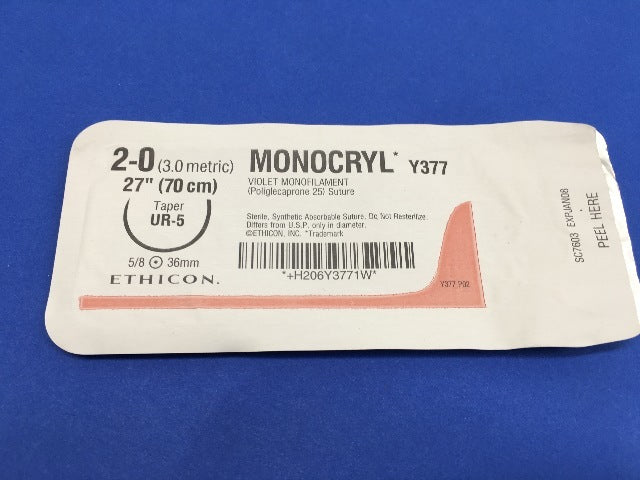 2-0 (3.0 metric)
27" (70 cm)
Taper
UR-5
5/8 36mm
ETHICON.
MONOCRYL* Y377
VIOLET MONOFILAMENT
(Poliglecaprone 25) Suture
Sterile, Synthetic Absorbable Suture. Do Not Resterilize.
Differs from U.S.P. only in diameter.
©ETHICON, INC. *Trademark
*+H206Y3771W*
Y377 P02
SC7603 EXPJAN08
PEEL HERE